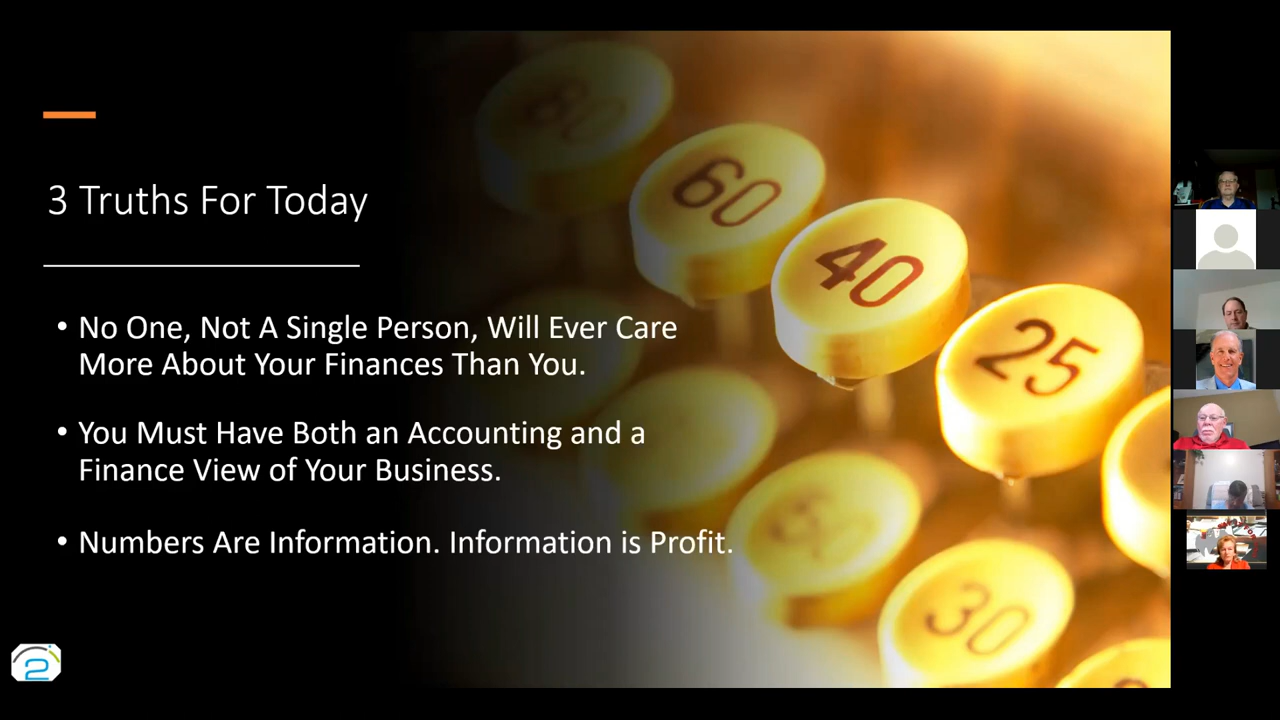 3 Truths For Today
• No One, Not A Single Person, Will Ever Care
More About Your Finances Than You.
• You Must Have Both an Accounting and a
Finance View of Your Business.
• Numbers Are Information. Information is Profit.
80
60
40
25
30
2